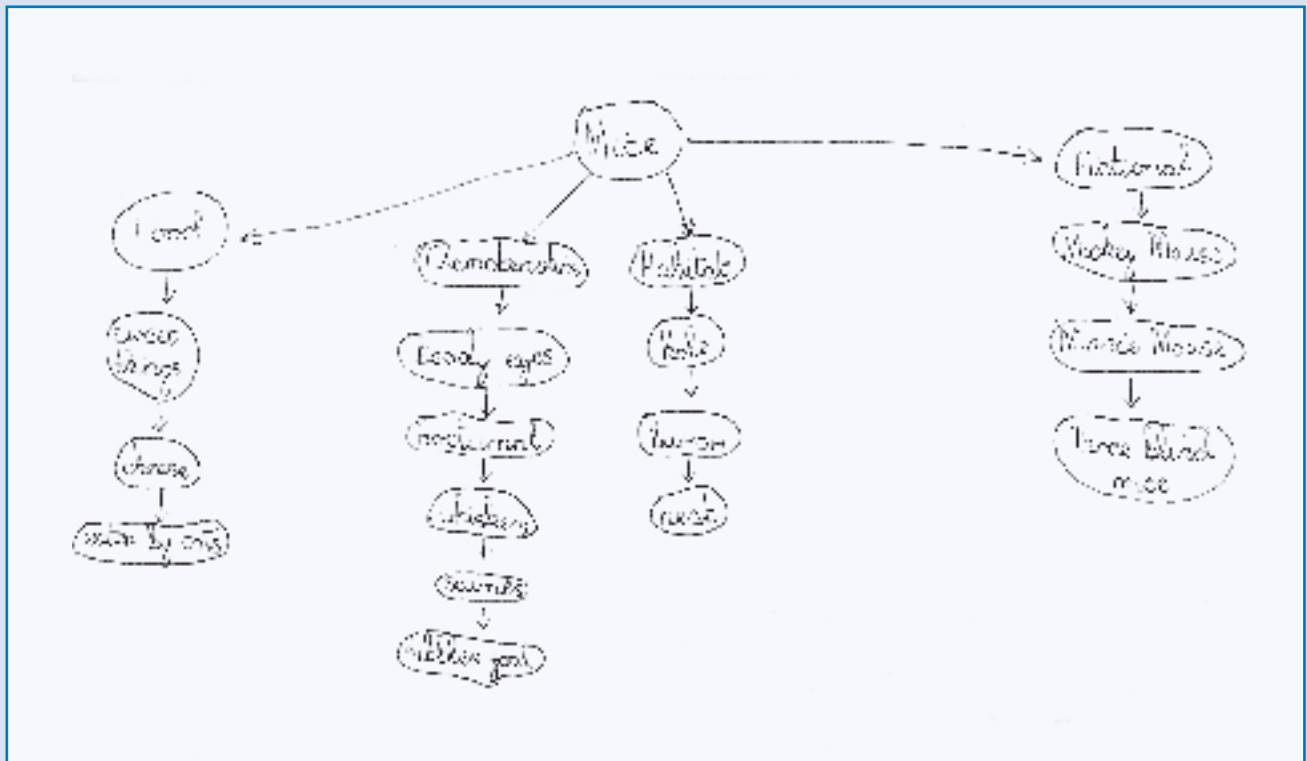 Mice
Food
sweet
things
cheese
Characteristics
Beady eyes
nocturnal
whiskers
Habitat
Hole
nest
Fictional
Mickey Mouse
Minnie Mouse
Three Blind
mice